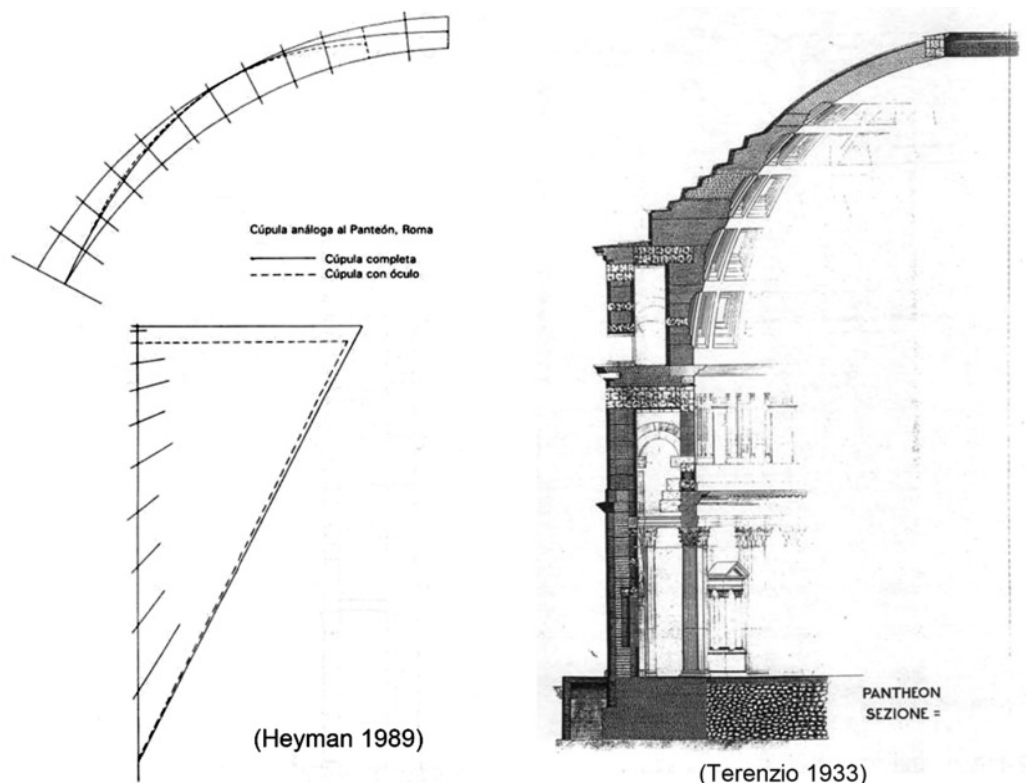 Cúpula análoga al Panteón, Roma
Cúpula completa
Cúpula con óculo
(Heyman 1989)
PANTHEON
SEZIONE =
(Terenzio 1933)